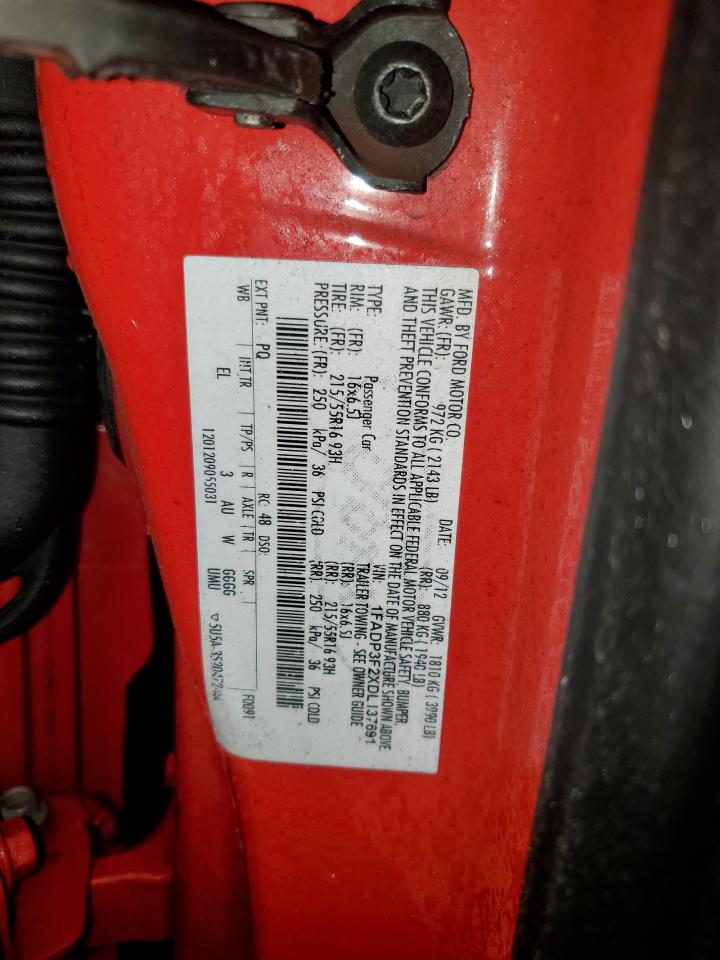 MFD. BY FORD MOTOR CO.
DATE: 09/12 GVWR: 1810 KG ( 3990 LB)
GAWR: (FR): 972 KG ( 2143 LB) (RR): 880 KG ( 1940 LB)
THIS VEHICLE CONFORMS TO ALL APPLICABLE FEDERAL MOTOR VEHICLE SAFETY, BUMPER,
AND THEFT PREVENTION STANDARDS IN EFFECT ON THE DATE OF MANUFACTURE SHOWN ABOVE
VIN: 1FADP3F2XDL137691
TYPE: Passenger Car TRAILER TOWING - SEE OWNER GUIDE
RIM: (FR): 16x6.5J (RR): 16x6.5J
TIRE: (FR): 215/55R16 93H (RR): 215/55R16 93H
PRESSURE: (FR): 250 kPa/ 36 PSI COLD (RR): 250 kPa/ 36 PSI COLD
EXT PNT: PQ RC: 48 DSO: F0091
WB INT TR TP/PS R AXLE TR SPR
EL 3 AU W GGGG
UMU
1201209055031